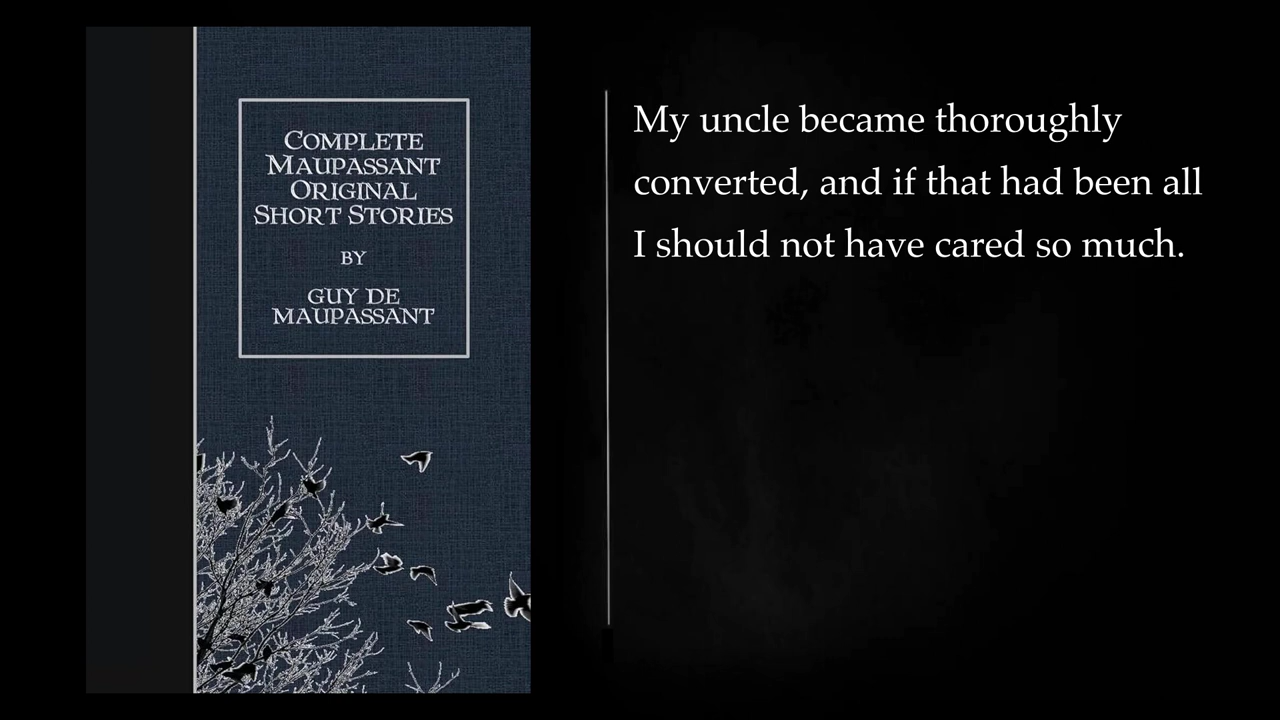 COMPLETE
MAUPASSANT
ORIGINAL
SHORT STORIES
BY
GUY DE
MAUPASSANT
My uncle became thoroughly
converted, and if that had been all
I should not have cared so much.